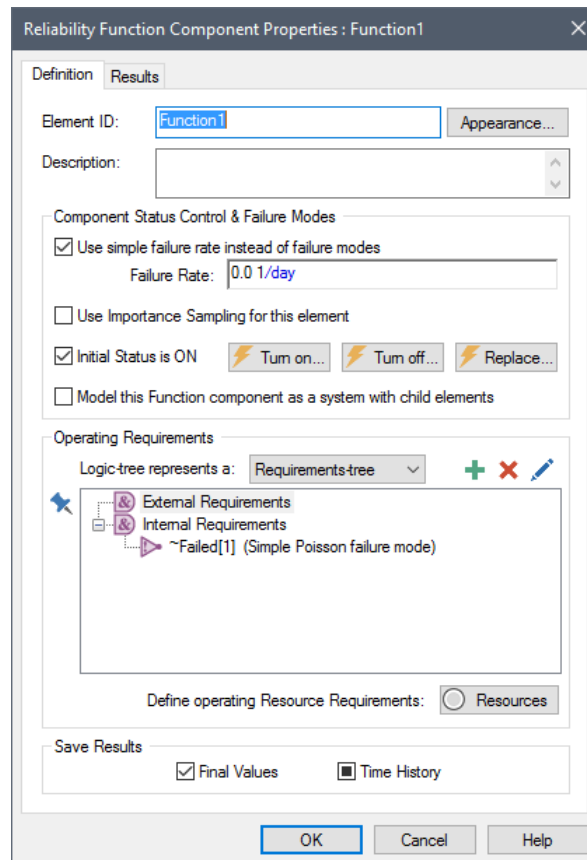 Reliability Function Component Properties : Function1
Definition
Results
Element ID: Function1 Appearance...
Description:
Component Status Control & Failure Modes
Use simple failure rate instead of failure modes
Failure Rate: 0.0 1/day
Use Importance Sampling for this element
Initial Status is ON Turn on... Turn off... Replace...
Model this Function component as a system with child elements
Operating Requirements
Logic-tree represents a: Requirements-tree
& External Requirements
& Internal Requirements
~Failed[1] (Simple Poisson failure mode)
Define operating Resource Requirements: Resources
Save Results
Final Values Time History
OK Cancel Help